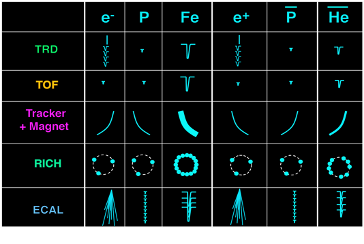 e⁻ P Fe e⁺ P̅ H̅e̅
TRD
TOF
Tracker
+ Magnet
RICH
ECAL